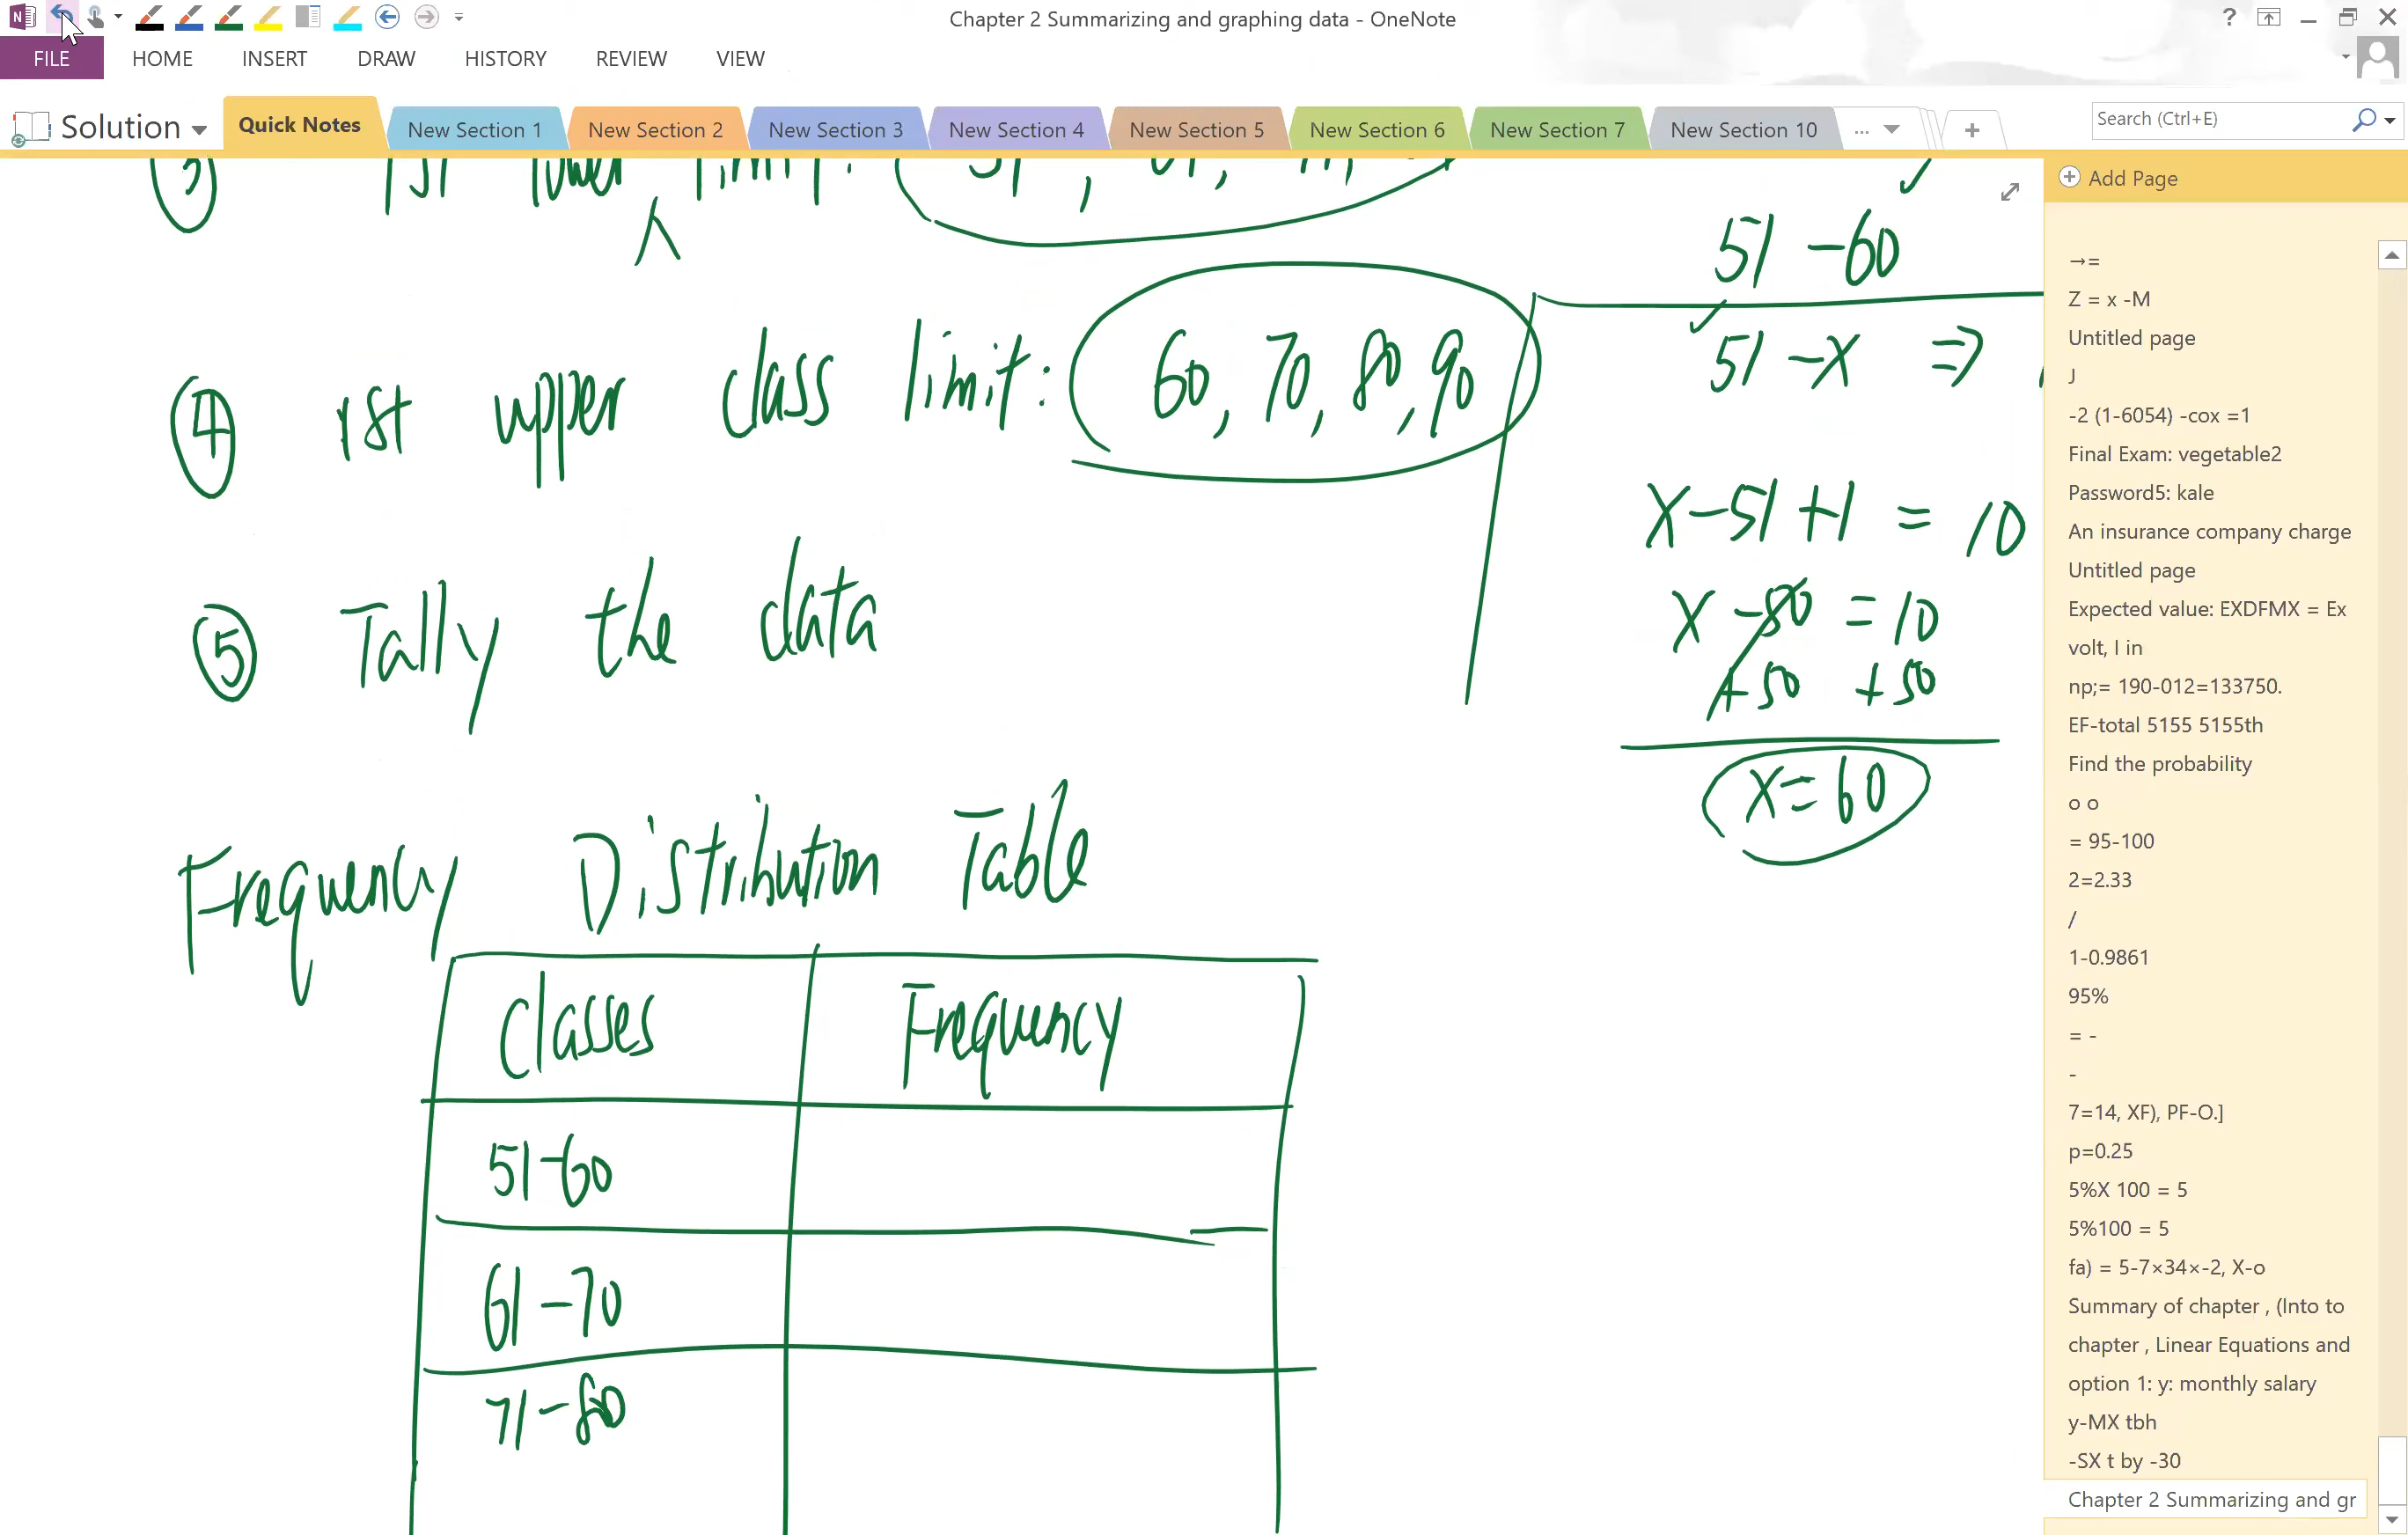 Chapter 2 Summarizing and graphing data - OneNote
?
FILE HOME INSERT DRAW HISTORY REVIEW VIEW
Solution Quick Notes New Section 1 New Section 2 New Section 3 New Section 4 New Section 5 New Section 6 New Section 7 New Section 10 ... +
Search (Ctrl+E)
③ 1st lower limit:
51 - 60
④ 1st upper class limit: 60, 70, 80, 90
51 - x ⇒
x - 51 + 1 = 10
x - 50 = 10
+ 50 + 50
x = 60
⑤ Tally the data
Frequency Distribution Table
Classes Frequency
51-60
61-70
71-80
Add Page
→=
Z = x -M
Untitled page
J
-2 (1-6054) -cox =1
Final Exam: vegetable2
Password5: kale
An insurance company charge
Untitled page
Expected value: EXDFMX = Ex
volt, I in
np;= 190-012=133750.
EF-total 5155 5155th
Find the probability
o o
= 95-100
2=2.33
/
1-0.9861
95%
= -
-
7=14, XF), PF-O.]
p=0.25
5%X 100 = 5
5%100 = 5
fa) = 5-7×34×-2, X-o
Summary of chapter , (Into to
chapter , Linear Equations and
option 1: y: monthly salary
y-MX tbh
-SX t by -30
Chapter 2 Summarizing and gr